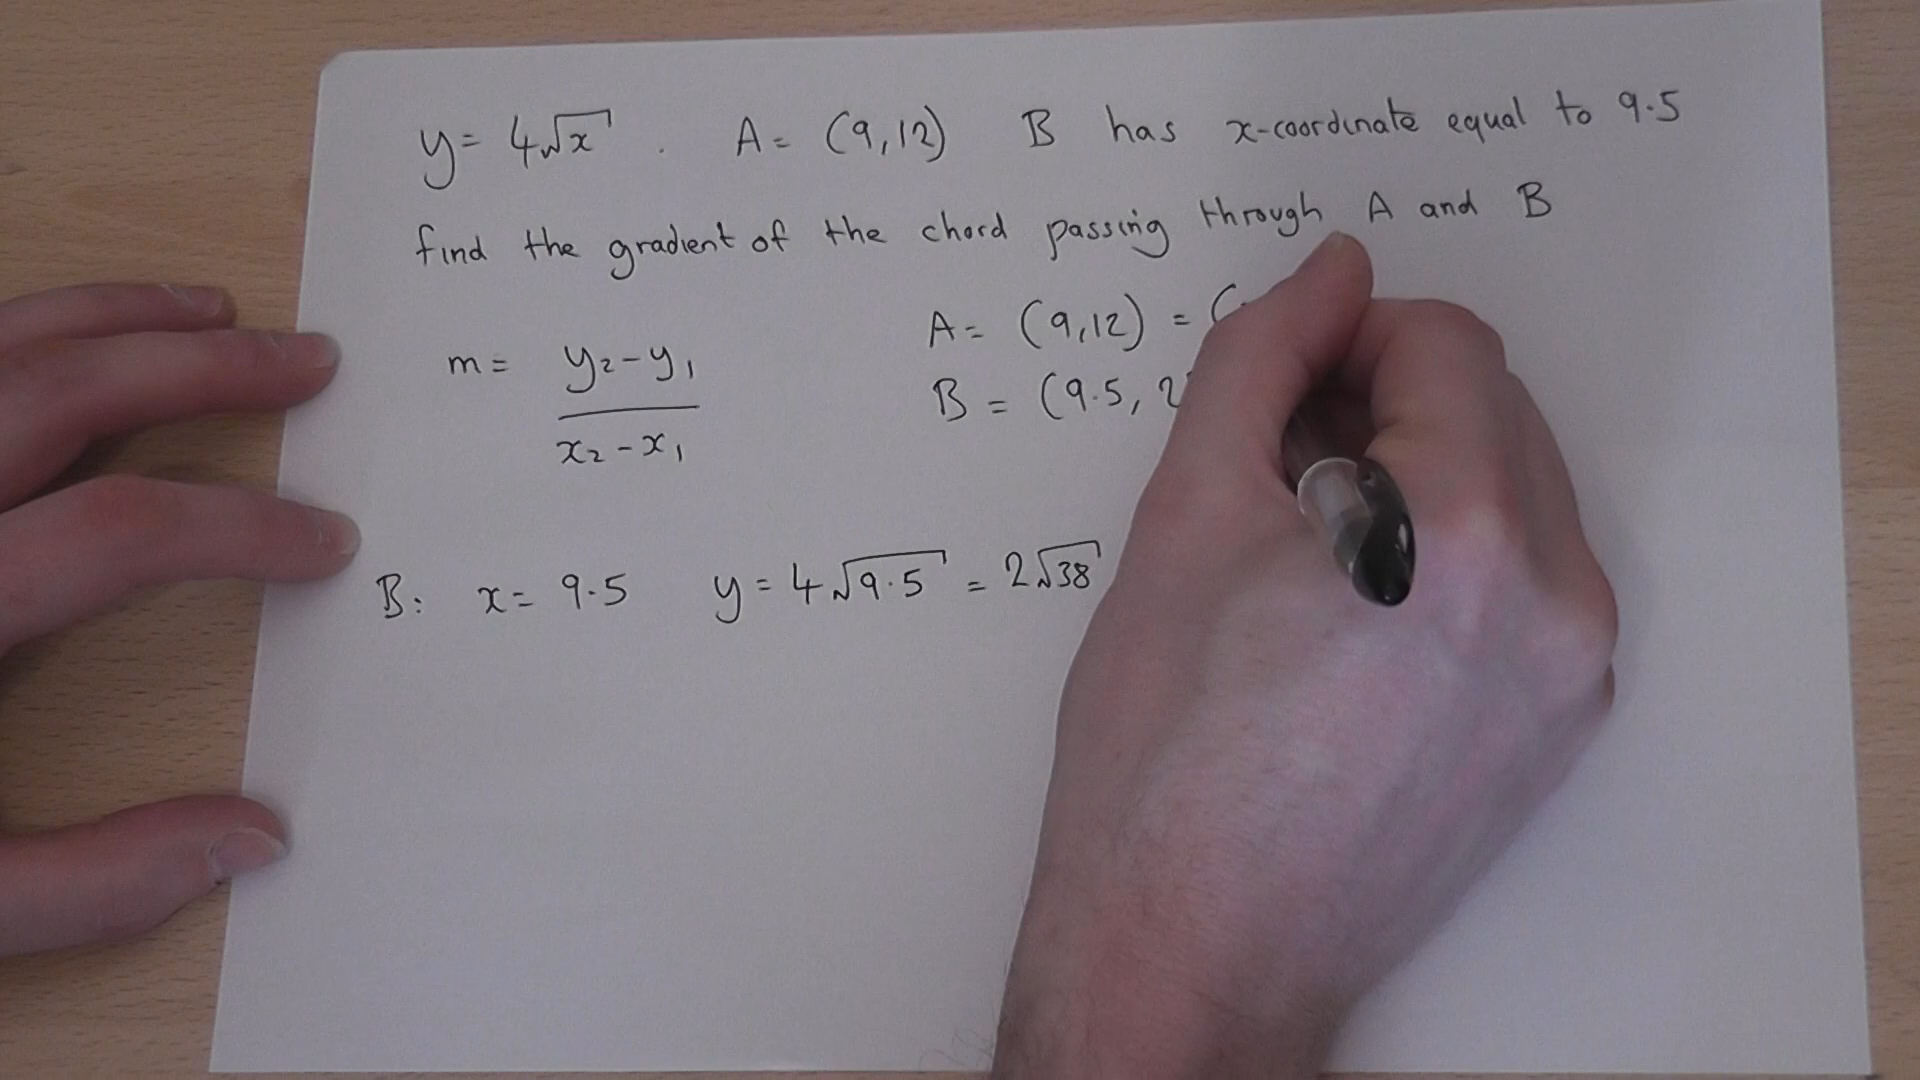 y = 4√x . A = (9,12) B has x-coordinate equal to 9.5
find the gradient of the chord passing through A and B
A = (9,12) = (
m = y₂ - y₁ / x₂ - x₁
B = (9.5, 2
B: x = 9.5 y = 4√9.5 = 2√38